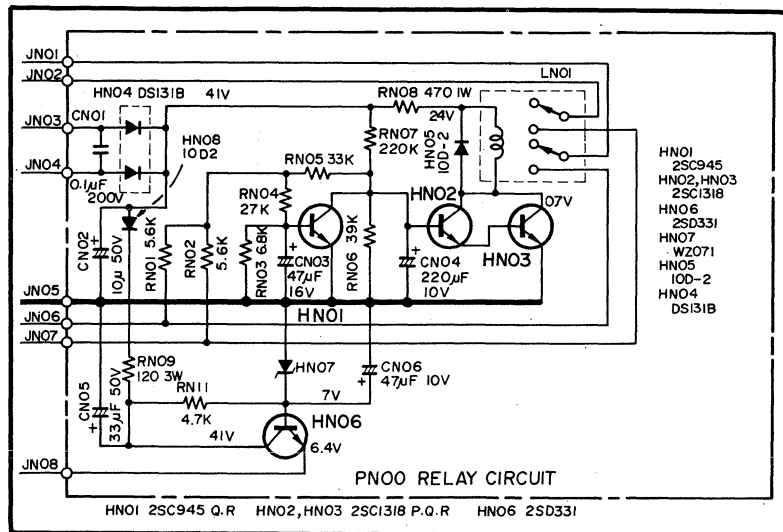 JN01
JN02
HN04 DS131B 41V
LN01
RN08 470 1W
24V
CN01
JN03
HN08
10D2
RN07
220K
HN05
10D-2
RN05 33K
JN04
0.1µF
200V
RN04
27K
HN02
07V
HN01
2SC945
HN02,HN03
2SC1318
HN06
2SD331
HN07
WZ071
HN05
10D-2
HN04
DS131B
CN02
10µ 50V
RN01 5.6K
RN02
5.6K
RN03 6.8K
CN03
47µF
16V
RN06 39K
CN04
220µF
10V
HN03
JN05
HN01
JN06
JN07
RN09
120 3W
HN07
CN06
47µF 10V
CN05
33µF 50V
RN11
4.7K
7V
HN06
41V
6.4V
JN08
PN00 RELAY CIRCUIT
HN01 2SC945 Q.R HN02,HN03 2SC1318 P.Q.R HN06 2SD331